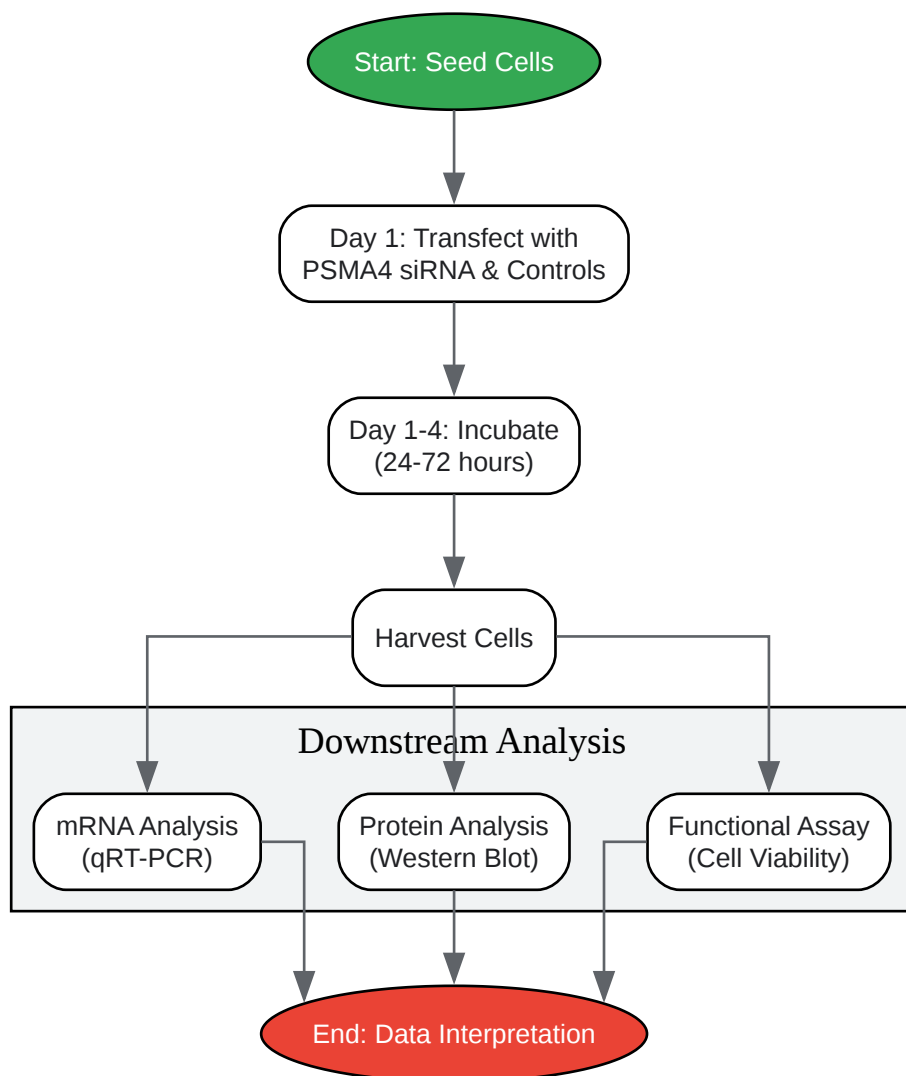 Start: Seed Cells
Day 1: Transfect with
PSMA4 siRNA & Controls
Day 1-4: Incubate
(24-72 hours)
Harvest Cells
Downstream Analysis
mRNA Analysis
(qRT-PCR)
Protein Analysis
(Western Blot)
Functional Assay
(Cell Viability)
End: Data Interpretation